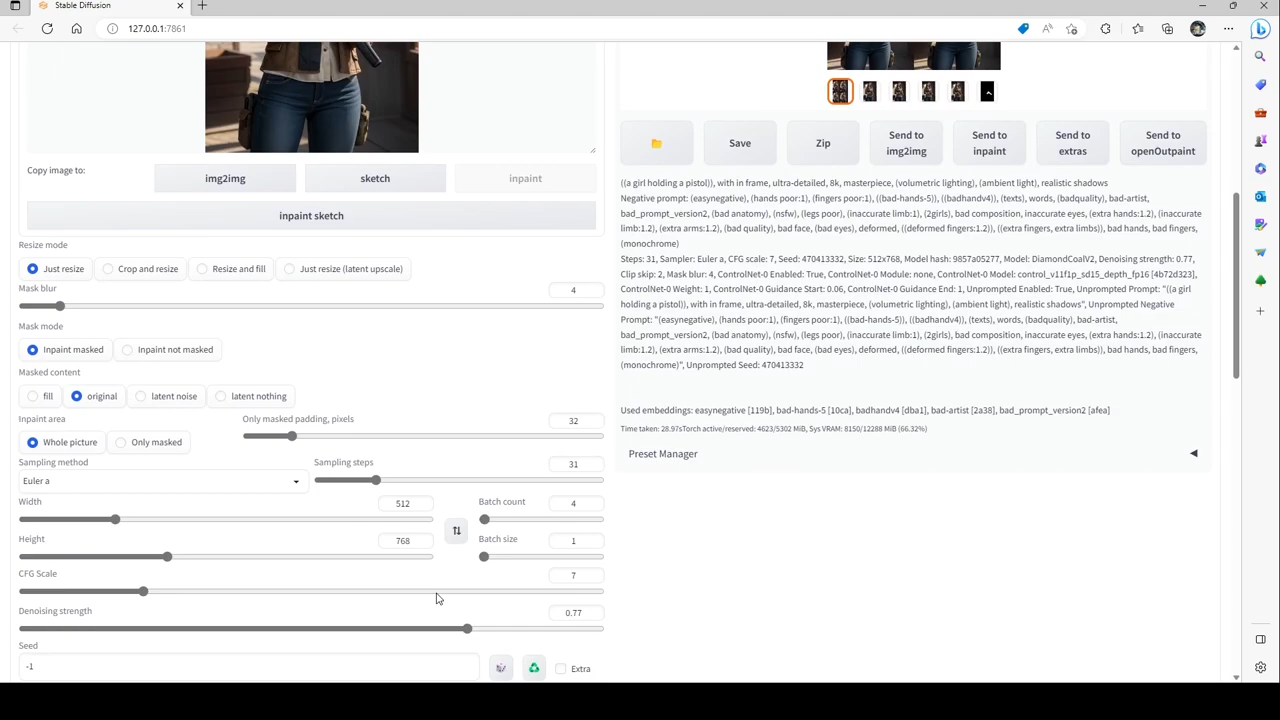 Stable Diffusion
127.0.0.1:7861
Copy image to:
img2img
sketch
inpaint
inpaint sketch
Resize mode
Just resize
Crop and resize
Resize and fill
Just resize (latent upscale)
Mask blur
4
Mask mode
Inpaint masked
Inpaint not masked
Masked content
fill
original
latent noise
latent nothing
Inpaint area
Only masked padding, pixels
32
Whole picture
Only masked
Sampling method
Sampling steps
31
Euler a
Width
512
Batch count
4
Height
768
Batch size
1
CFG Scale
7
Denoising strength
0.77
Seed
-1
Extra
Save
Zip
Send to
img2img
Send to
inpaint
Send to
extras
Send to
openOutpaint
((a girl holding a pistol)), with in frame, ultra-detailed, 8k, masterpiece, (volumetric lighting), (ambient light), realistic shadows
Negative prompt: (easynegative), (hands poor:1), (fingers poor:1), ((bad-hands-5)), ((badhandv4)), (texts), words, (badquality), bad-artist,
bad_prompt_version2, (bad anatomy), (nsfw), (legs poor), (inaccurate limb:1), (2girls), bad composition, inaccurate eyes, (extra hands:1.2), (inaccurate
limb:1.2), (extra arms:1.2), (bad quality), bad face, (bad eyes), deformed, ((deformed fingers:1.2)), ((extra fingers, extra limbs)), bad hands, bad fingers,
(monochrome)
Steps: 31, Sampler: Euler a, CFG scale: 7, Seed: 470413332, Size: 512x768, Model hash: 9857a05277, Model: DiamondCoalV2, Denoising strength: 0.77,
Clip skip: 2, Mask blur: 4, ControlNet-0 Enabled: True, ControlNet-0 Module: none, ControlNet-0 Model: control_v11f1p_sd15_depth_fp16 [4b72d323],
ControlNet-0 Weight: 1, ControlNet-0 Guidance Start: 0.06, ControlNet-0 Guidance End: 1, Unprompted Enabled: True, Unprompted Prompt: "((a girl
holding a pistol)), with in frame, ultra-detailed, 8k, masterpiece, (volumetric lighting), (ambient light), realistic shadows", Unprompted Negative
Prompt: "(easynegative), (hands poor:1), (fingers poor:1), ((bad-hands-5)), ((badhandv4)), (texts), words, (badquality), bad-artist,
bad_prompt_version2, (bad anatomy), (nsfw), (legs poor), (inaccurate limb:1), (2girls), bad composition, inaccurate eyes, (extra hands:1.2), (inaccurate
limb:1.2), (extra arms:1.2), (bad quality), bad face, (bad eyes), deformed, ((deformed fingers:1.2)), ((extra fingers, extra limbs)), bad hands, bad fingers,
(monochrome)", Unprompted Seed: 470413332
Used embeddings: easynegative [119b], bad-hands-5 [10ca], badhandv4 [dba1], bad-artist [2a38], bad_prompt_version2 [afea]
Time taken: 28.97sTorch active/reserved: 4623/5302 MiB, Sys VRAM: 8150/12288 MiB (66.32%)
Preset Manager